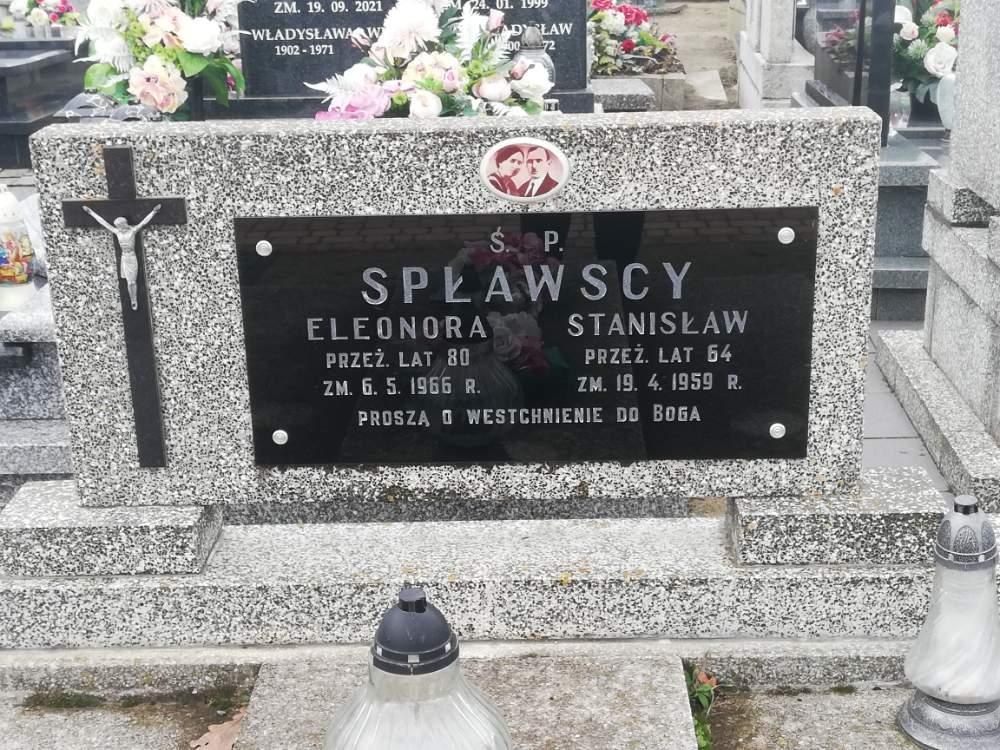 ZM. 19. 09. 2021
ZM. 24. 01. 1999
WŁADYSŁAWA
1902 - 1971
Ś. P.
SPŁAWSCY
ELEONORA
PRZEŻ. LAT 80
ZM. 6. 5. 1966 R.
STANISŁAW
PRZEŻ. LAT 64
ZM. 19. 4. 1959 R.
PROSZĄ O WESTCHNIENIE DO BOGA